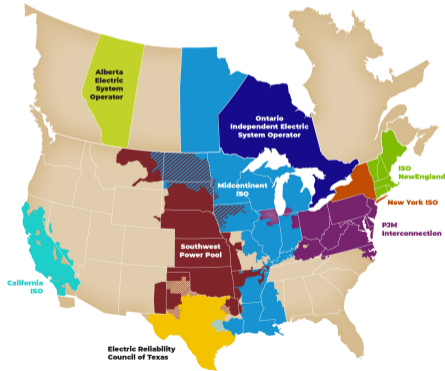 Alberta
Electric
System
Operator
Ontario
Independent Electric
System Operator
Midcontinent
ISO
ISO
NewEngland
New York ISO
PJM
Interconnection
Southwest
Power Pool
California
ISO
Electric Reliability
Council of Texas